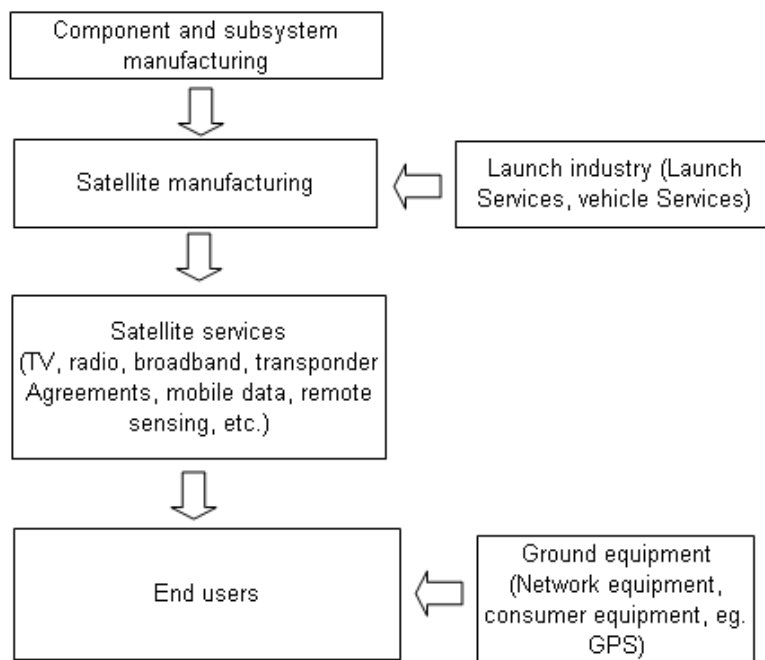 Component and subsystem
manufacturing
Satellite manufacturing
Launch industry (Launch
Services, vehicle Services)
Satellite services
(TV, radio, broadband, transponder
Agreements, mobile data, remote
sensing, etc.)
End users
Ground equipment
(Network equipment,
consumer equipment, eg.
GPS)